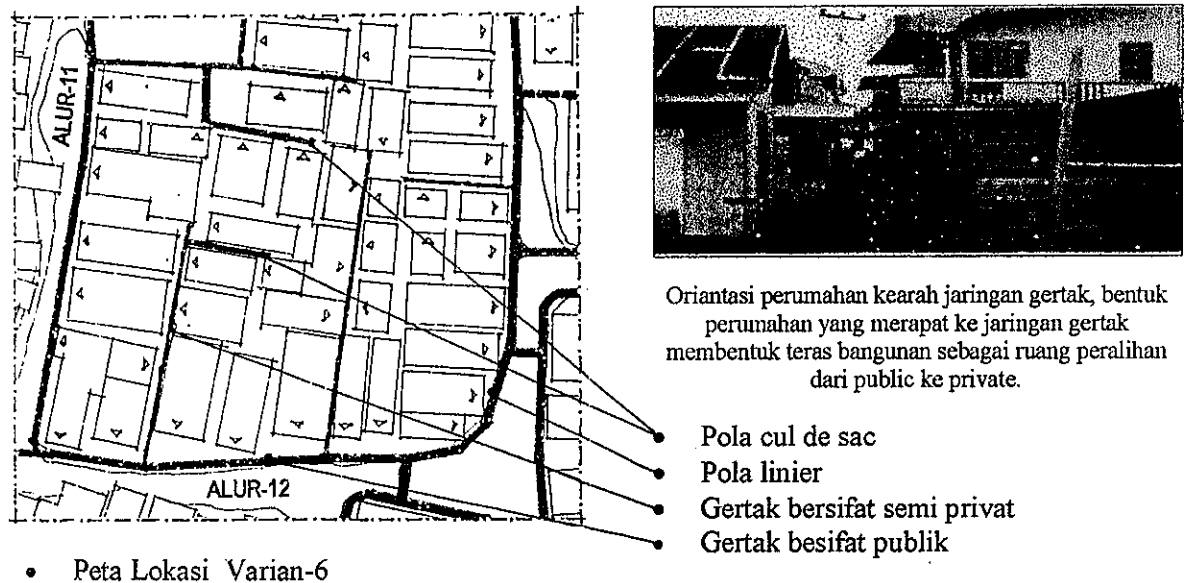 ALUR-11
ALUR-12
• Peta Lokasi Varian-6
Oriantasi perumahan kearah jaringan gertak, bentuk
perumahan yang merapat ke jaringan gertak
membentuk teras bangunan sebagai ruang peralihan
dari public ke private.
• Pola cul de sac
• Pola linier
• Gertak bersifat semi privat
• Gertak besifat publik